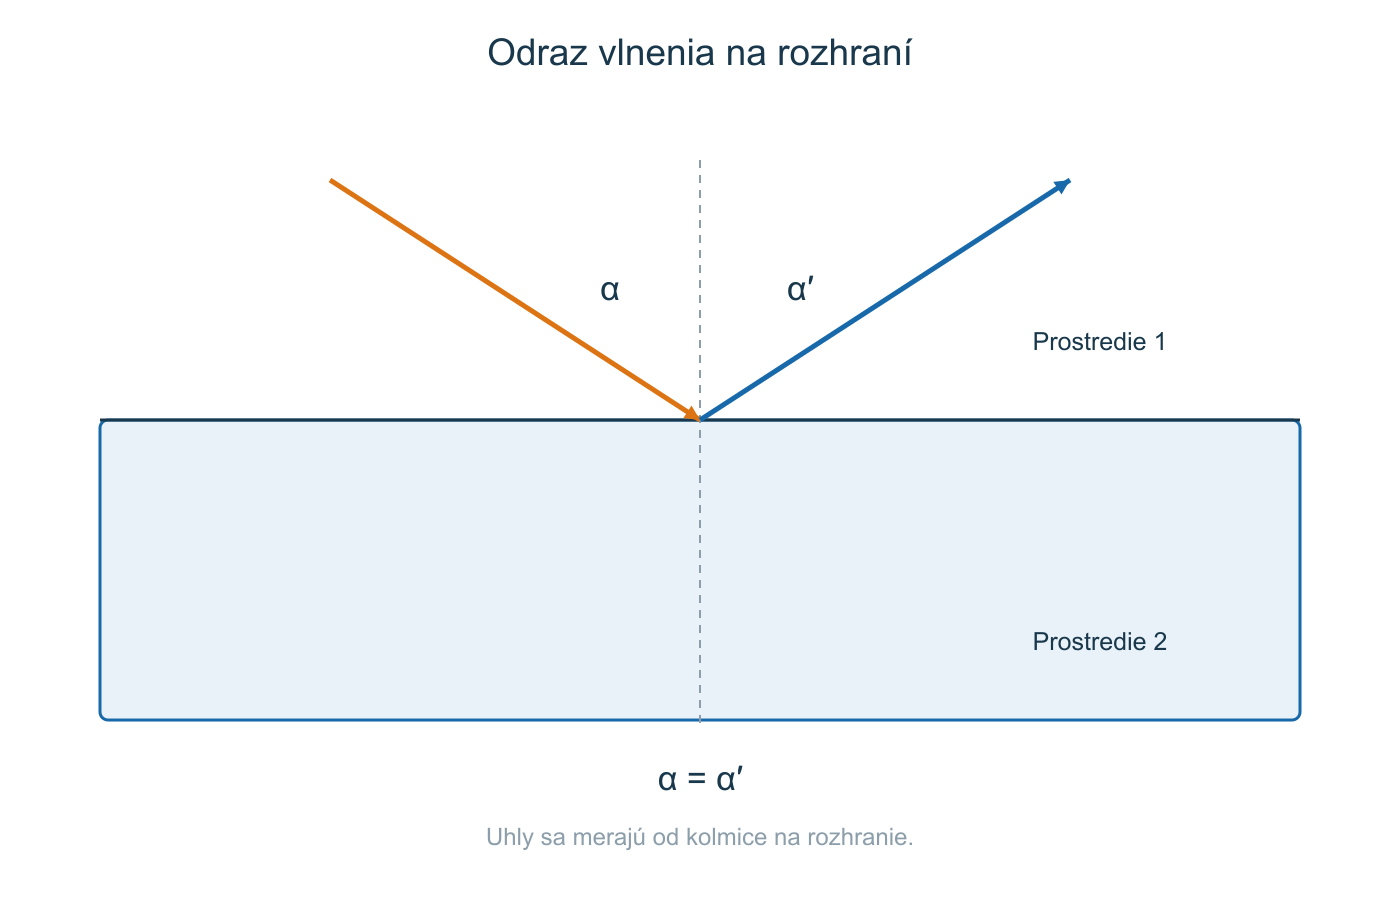 Odraz vlnenia na rozhraní
α
α′
Prostredie 1
Prostredie 2
α = α′
Uhly sa merajú od kolmice na rozhranie.